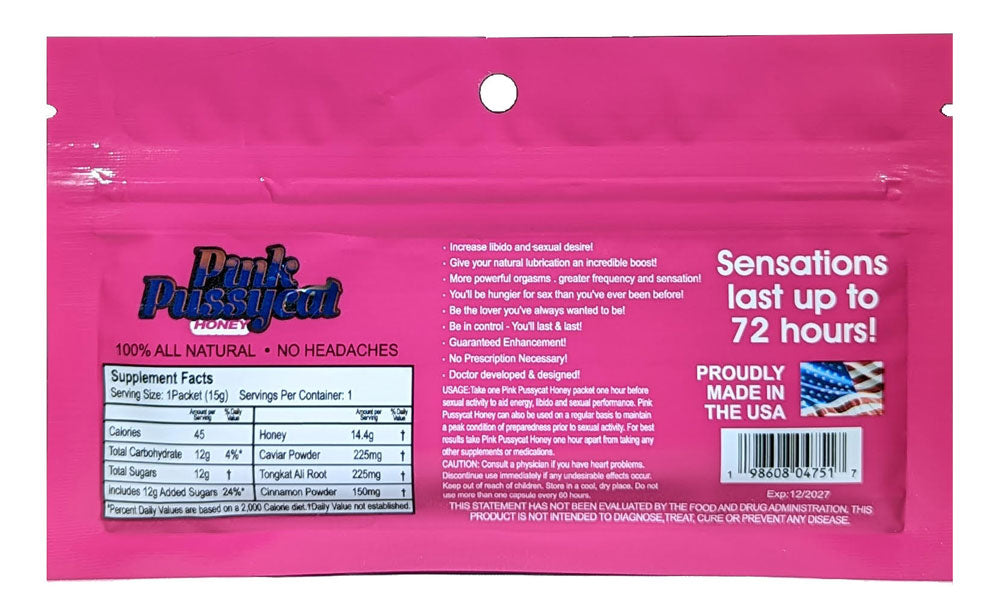 Pink
Pussycat
HONEY
100% ALL NATURAL • NO HEADACHES
Supplement Facts
Serving Size: 1Packet (15g) Servings Per Container: 1
Amount per Serving % Daily Value Amount per Serving % Daily Value
Calories 45 Honey 14.4g †
Total Carbohydrate 12g 4%* Caviar Powder 225mg †
Total Sugars 12g † Tongkat Ali Root 225mg †
includes 12g Added Sugars 24%* Cinnamon Powder 150mg †
*Percent Daily Values are based on a 2,000 Calorie diet.†Daily Value not established.
· Increase libido and sexual desire!
· Give your natural lubrication an incredible boost!
· More powerful orgasms . greater frequency and sensation!
· You'll be hungier for sex than you've ever been before!
· Be the lover you've always wanted to be!
· Be in control - You'll last & last!
· Guaranteed Enhancement!
· No Prescription Necessary!
· Doctor developed & designed!
USAGE:Take one Pink Pussycat Honey packet one hour before
sexual activity to aid energy, libido and sexual performance. Pink
Pussycat Honey can also be used on a regular basis to maintain
a peak condition of preparedness prior to sexual activity. For best
results take Pink Pussycat Honey one hour apart from taking any
other supplements or medications.
CAUTION: Consult a physician if you have heart problems.
Discontinue use immediately if any undesirable effects occur.
Keep out of reach of children. Store in a cool, dry place. Do not
use more than one capsule every 60 hours.
THIS STATEMENT HAS NOT BEEN EVALUATED BY THE FOOD AND DRUG ADMINISTRATION. THIS
PRODUCT IS NOT INTENDED TO DIAGNOSE,TREAT, CURE OR PREVENT ANY DISEASE.
Sensations
last up to
72 hours!
PROUDLY
MADE IN
THE USA
1 98608 04751 7
Exp: 12/2027